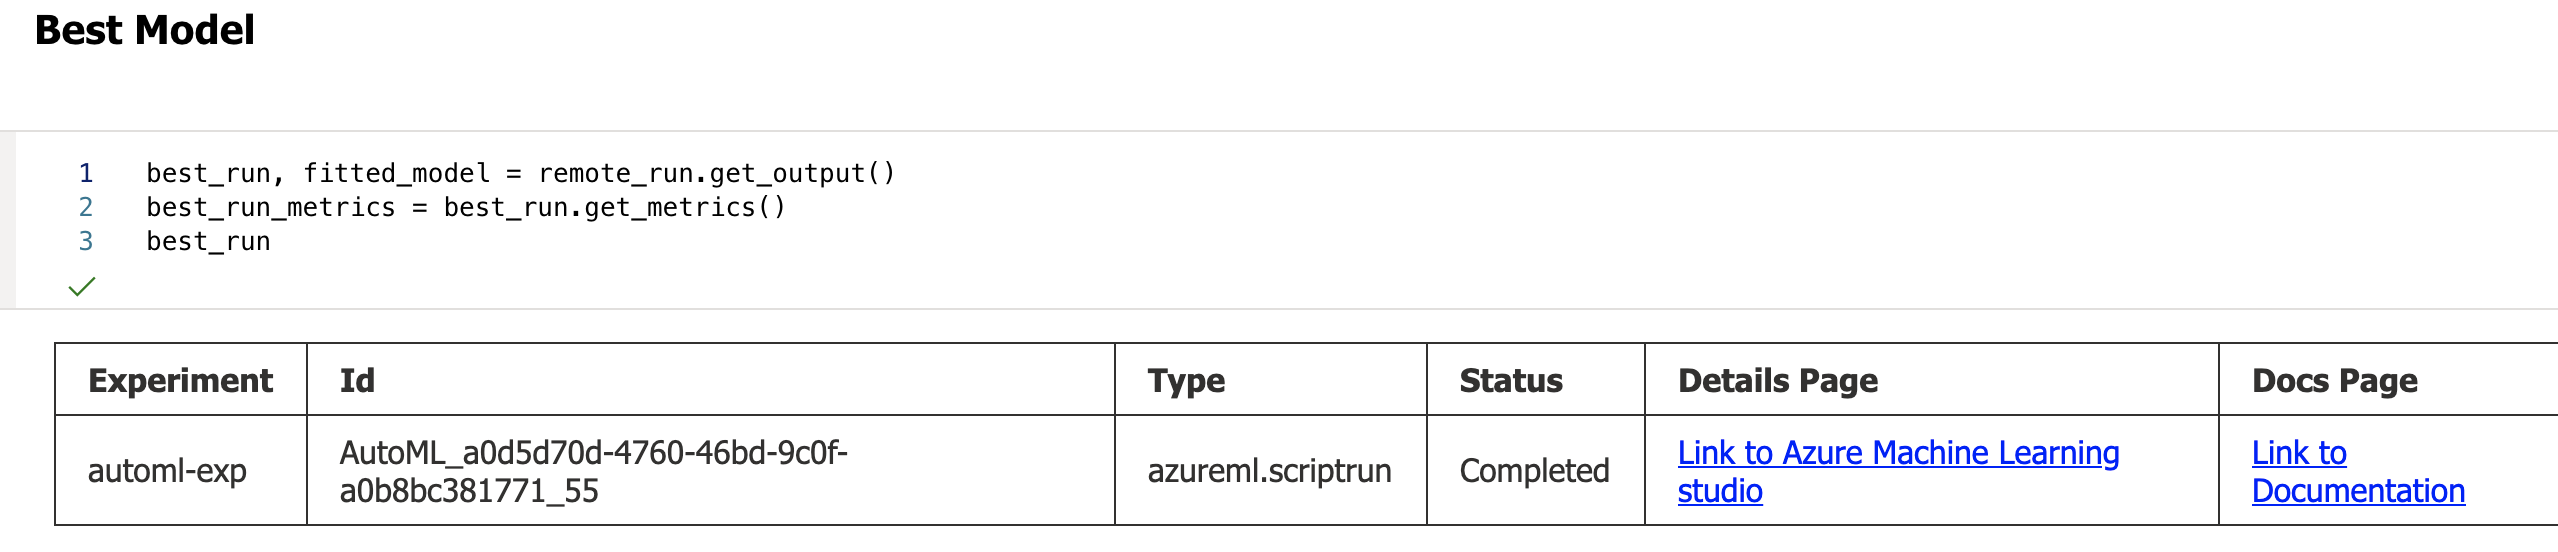 Best Model
1 best_run, fitted_model = remote_run.get_output()
2 best_run_metrics = best_run.get_metrics()
3 best_run
Experiment Id Type Status Details Page Docs Page
automl-exp AutoML_a0d5d70d-4760-46bd-9c0f-
a0b8bc381771_55 azureml.scriptrun Completed Link to Azure Machine Learning
studio Link to
Documentation